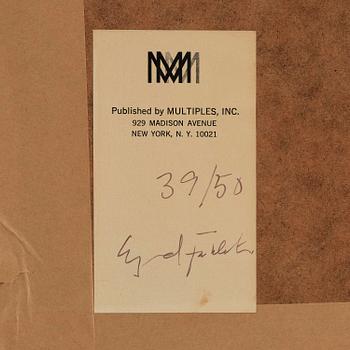 Published by MULTIPLES, INC.
929 MADISON AVENUE
NEW YORK, N. Y. 10021
39/50